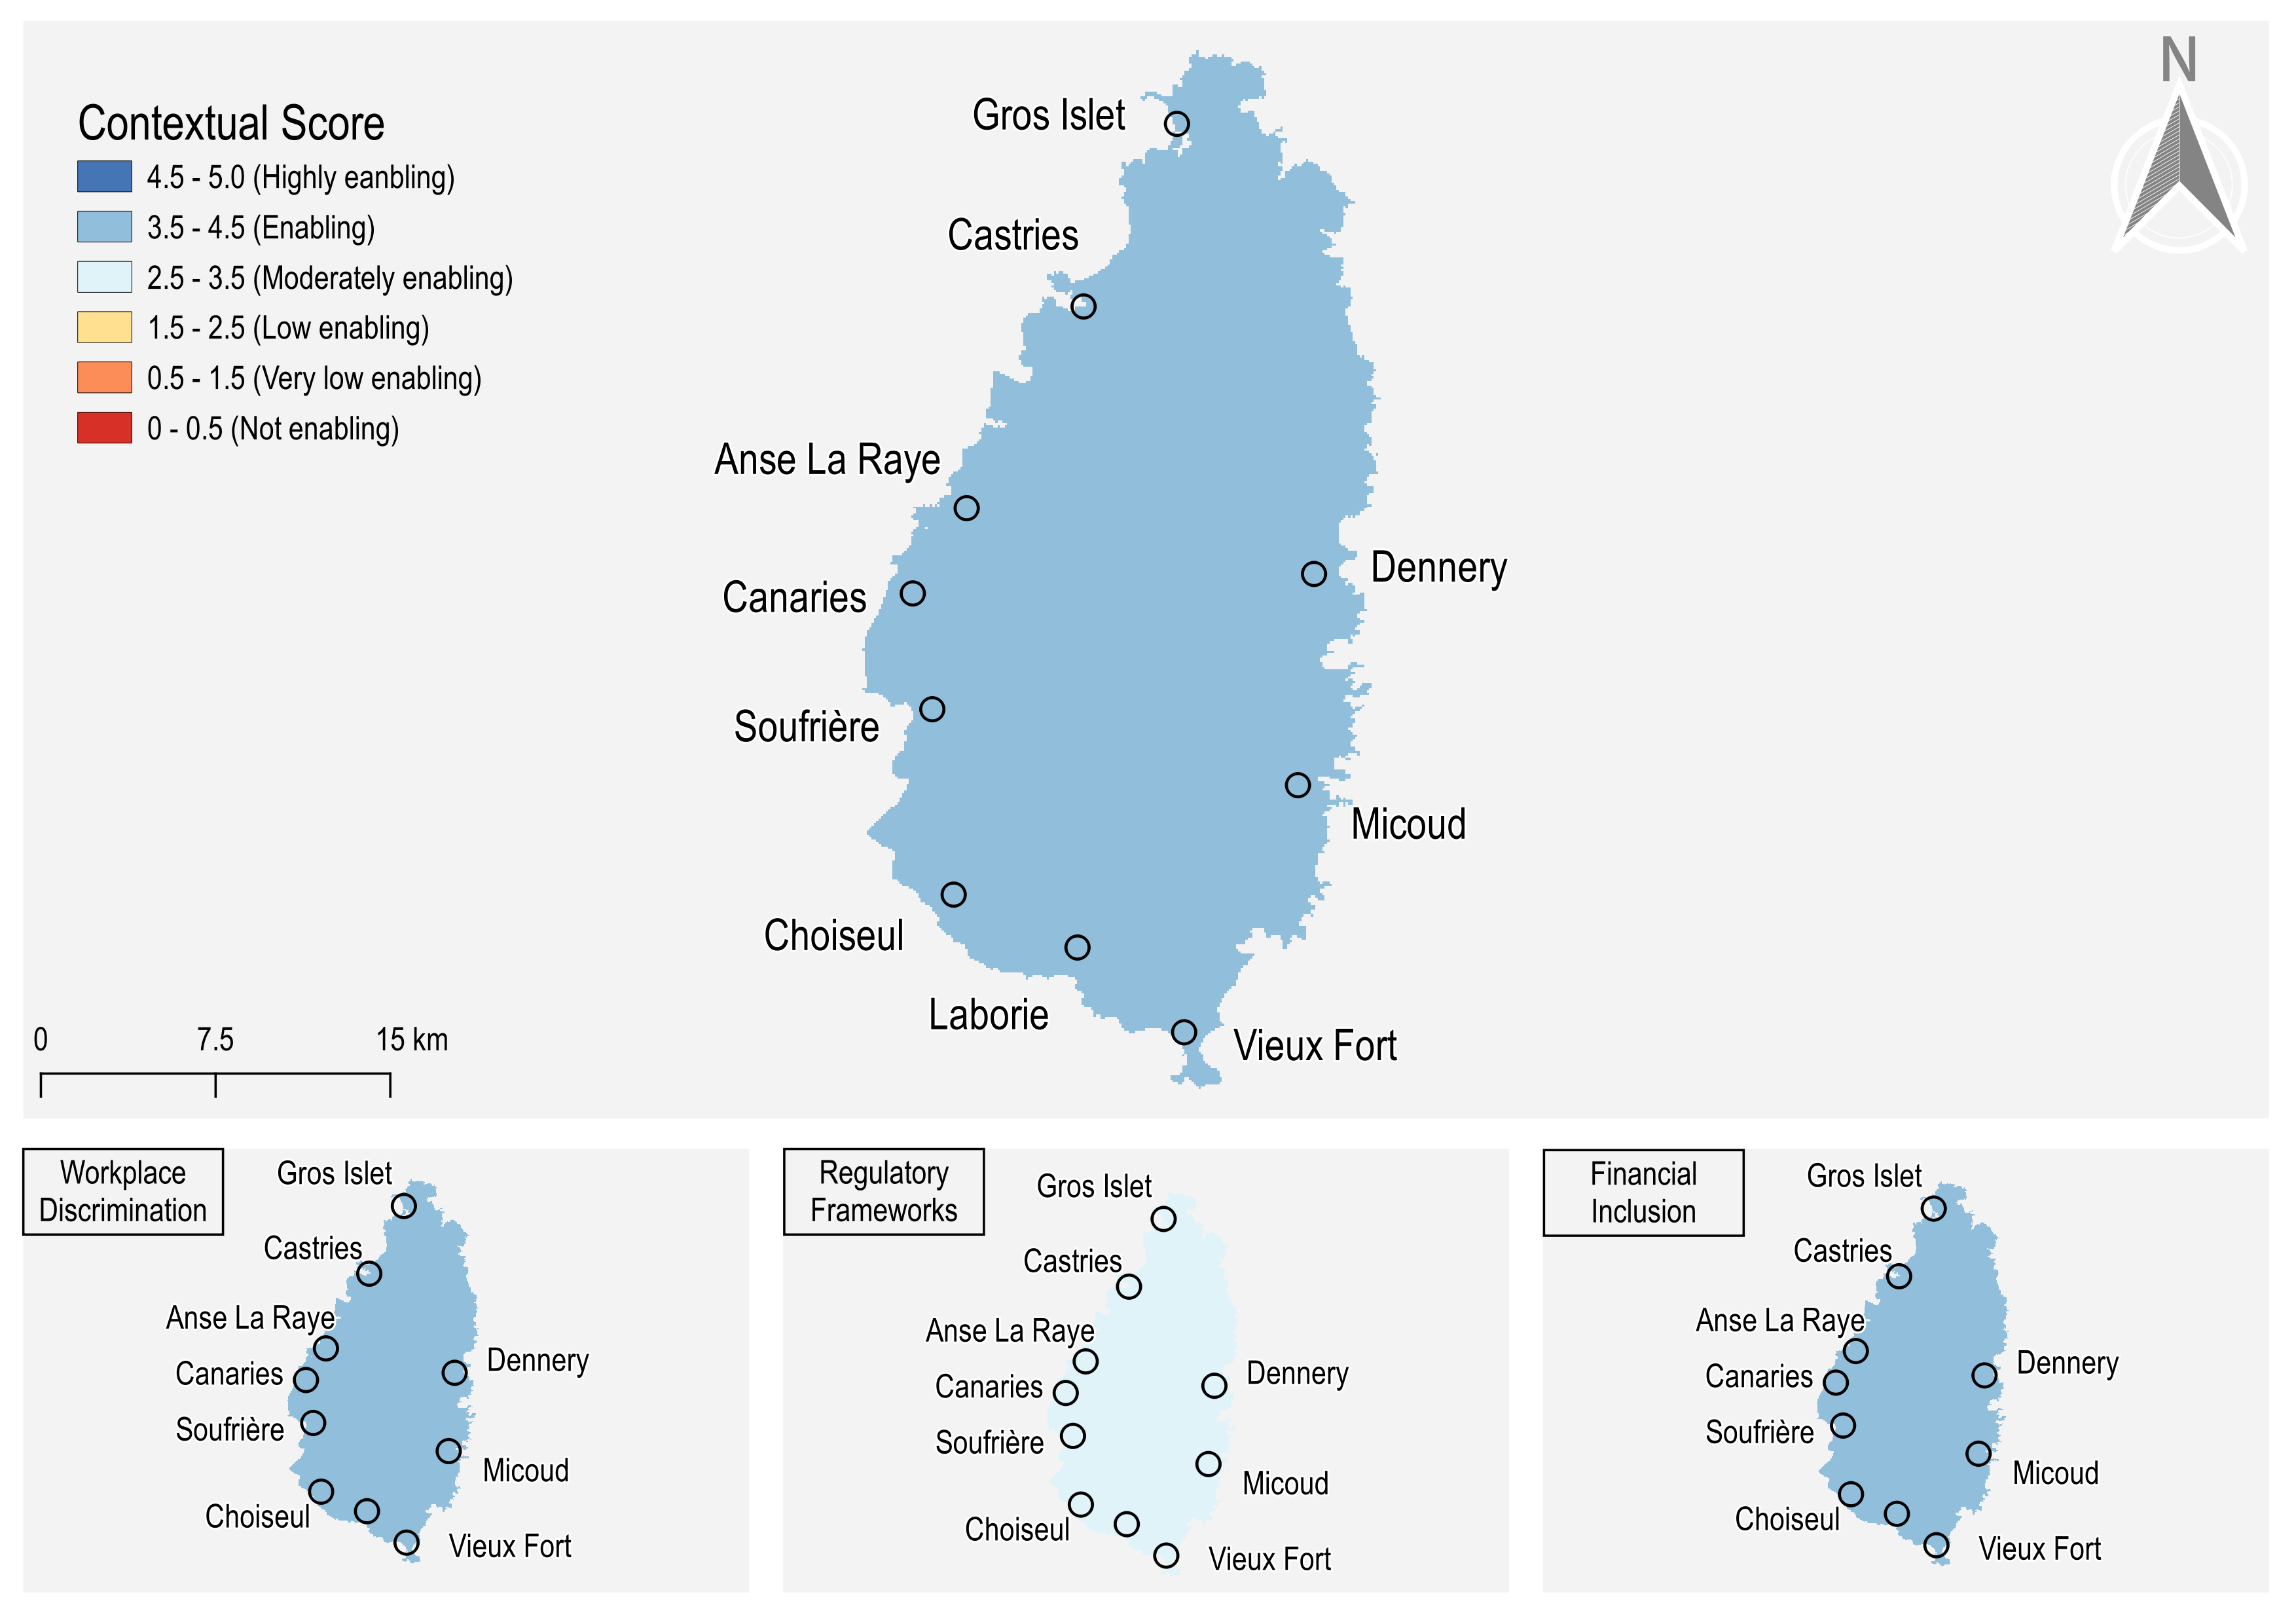 N
Contextual Score
4.5 - 5.0 (Highly eanbling)
3.5 - 4.5 (Enabling)
2.5 - 3.5 (Moderately enabling)
1.5 - 2.5 (Low enabling)
0.5 - 1.5 (Very low enabling)
0 - 0.5 (Not enabling)
Gros Islet
Castries
Anse La Raye
Dennery
Canaries
Soufrière
Micoud
Choiseul
Laborie
Vieux Fort
0 7.5 15 km
Workplace
Discrimination
Gros Islet
Castries
Anse La Raye
Dennery
Canaries
Soufrière
Micoud
Choiseul
Vieux Fort
Regulatory
Frameworks
Gros Islet
Castries
Anse La Raye
Dennery
Canaries
Soufrière
Micoud
Choiseul
Vieux Fort
Financial
Inclusion
Gros Islet
Castries
Anse La Raye
Dennery
Canaries
Soufrière
Micoud
Choiseul
Vieux Fort